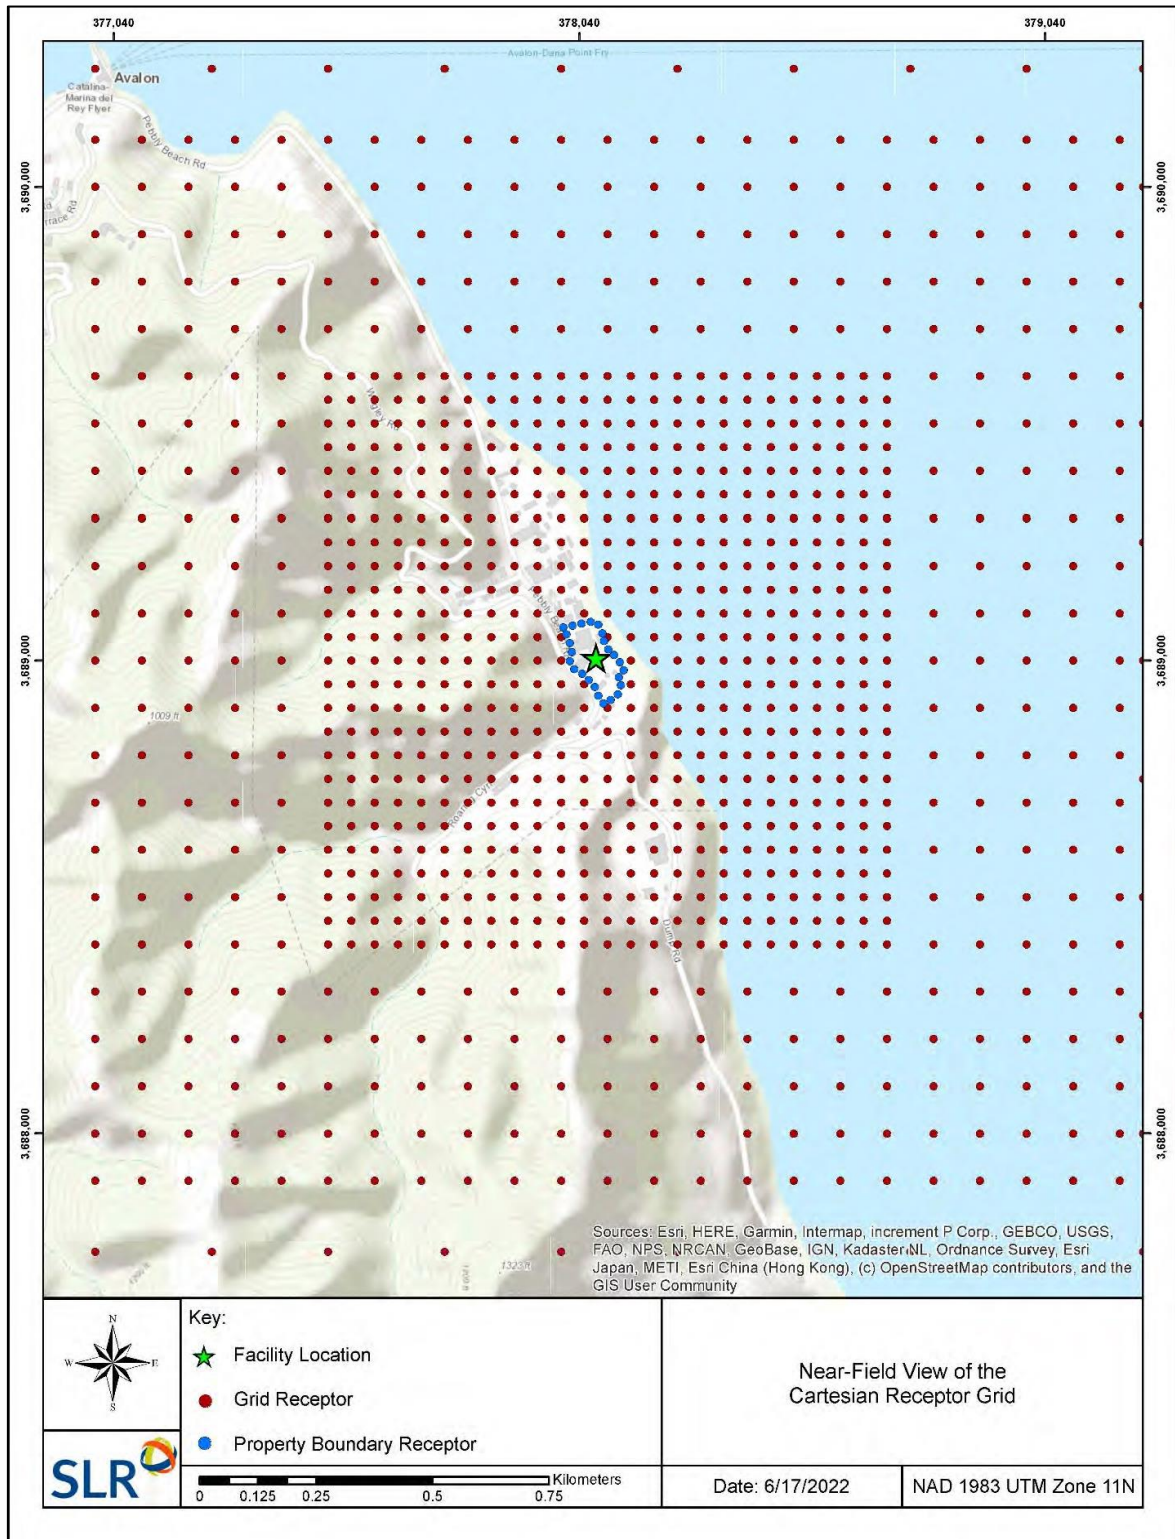 377,040
378,040
379,040
Avalon-Dana Point Fry
Avalon
Catalina-
Marina del
Rey Flyer
Pebbly Beach Rd
3,690,000
3,690,000
Wrigley Rd
3,689,000
3,689,000
1009 ft
Dump Rd
3,688,000
3,688,000
Sources: Esri, HERE, Garmin, Intermap, increment P Corp., GEBCO, USGS,
FAO, NPS, NRCAN, GeoBase, IGN, Kadaster NL, Ordnance Survey, Esri
Japan, METI, Esri China (Hong Kong), (c) OpenStreetMap contributors, and the
GIS User Community
1323 ft
N
W E
S
Key:
Facility Location
Grid Receptor
Property Boundary Receptor
Near-Field View of the
Cartesian Receptor Grid
SLR
Kilometers
0 0.125 0.25 0.5 0.75
Date: 6/17/2022
NAD 1983 UTM Zone 11N